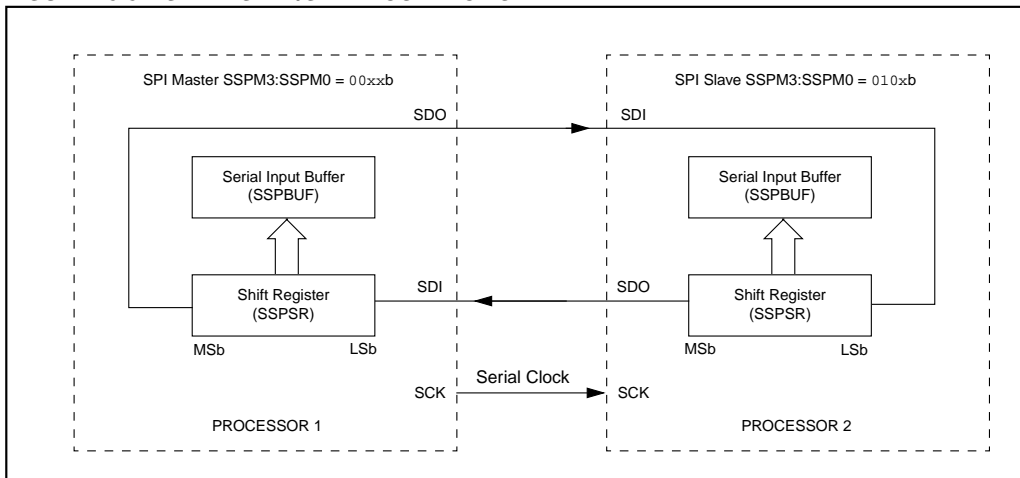 SPI Master SSPM3:SSPM0 = 00xxb
SPI Slave SSPM3:SSPM0 = 010xb
SDO
SDI
Serial Input Buffer
(SSPBUF)
Serial Input Buffer
(SSPBUF)
SDI
SDO
Shift Register
(SSPSR)
Shift Register
(SSPSR)
MSb
LSb
MSb
LSb
SCK
Serial Clock
SCK
PROCESSOR 1
PROCESSOR 2